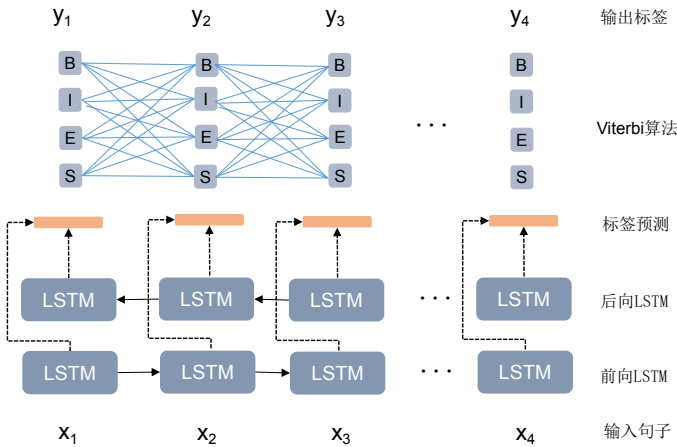 y1 y2 y3 y4 输出标签
B B B B
I I I I
Viterbi算法
E E E E
S S S S
标签预测
LSTM LSTM LSTM LSTM 后向LSTM
LSTM LSTM LSTM LSTM 前向LSTM
x1 x2 x3 x4 输入句子